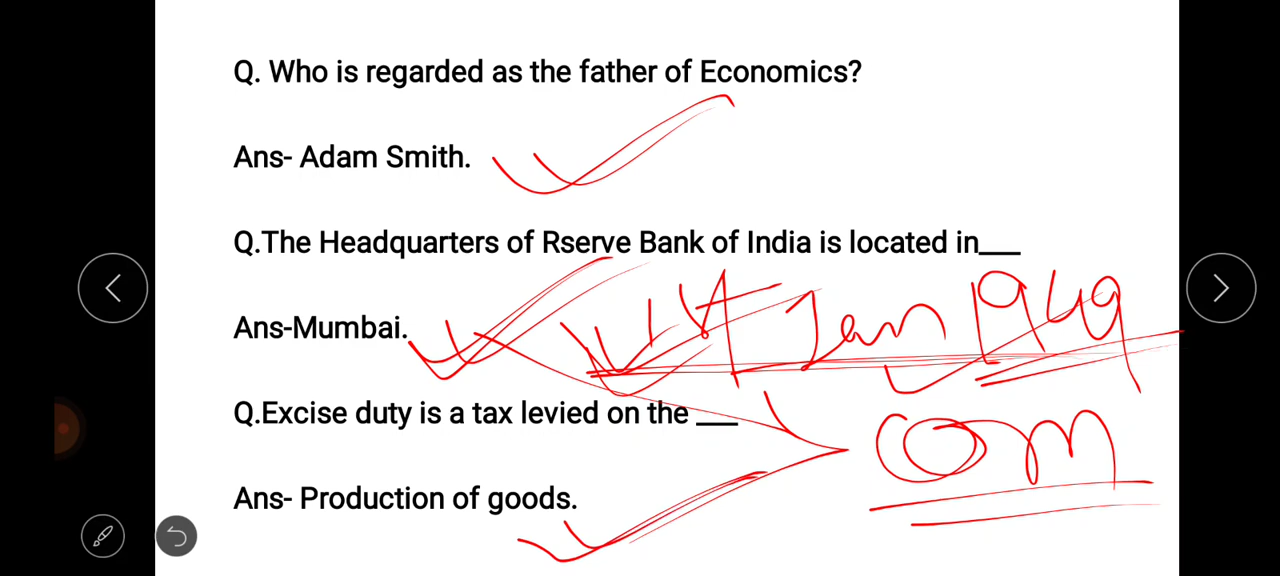 Q. Who is regarded as the father of Economics?
Ans- Adam Smith.
Q.The Headquarters of Rserve Bank of India is located in___
Ans-Mumbai.
1st Jan 1949
Q.Excise duty is a tax levied on the ___
Ans- Production of goods.